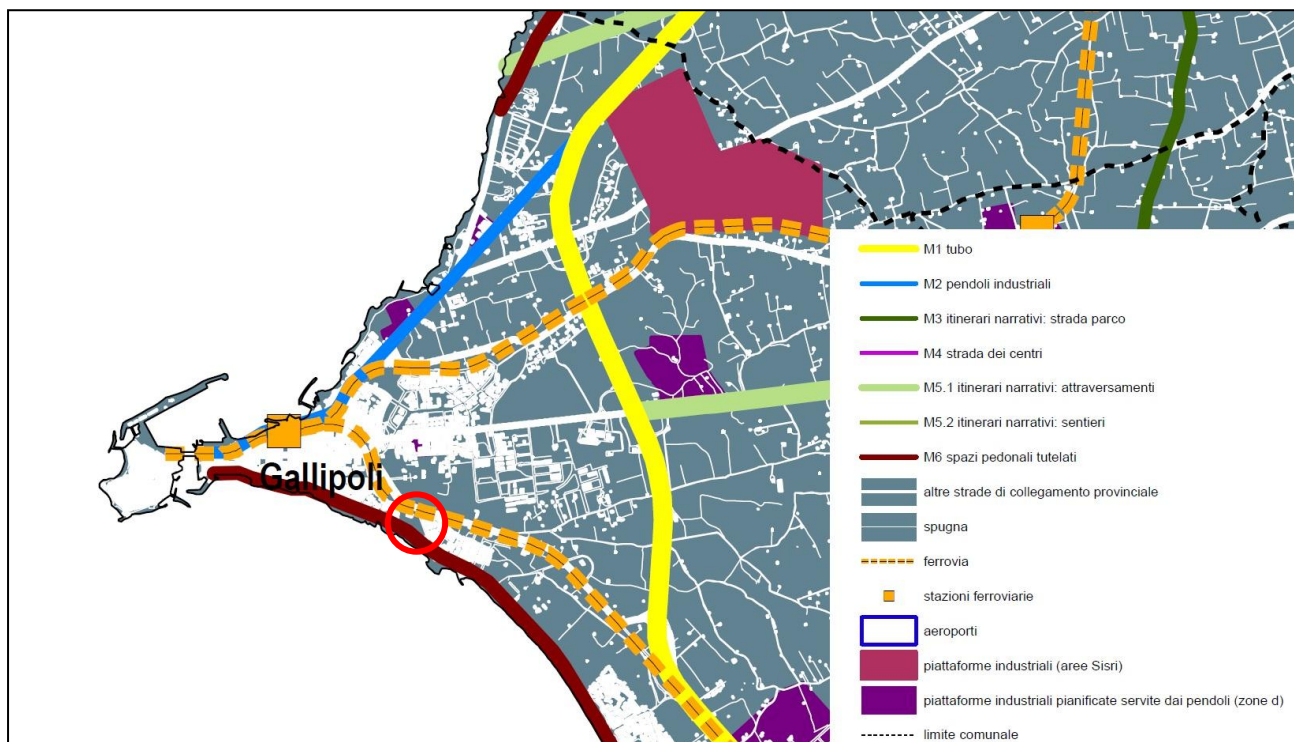 Gallipoli
M1 tubo
M2 pendoli industriali
M3 itinerari narrativi: strada parco
M4 strada dei centri
M5.1 itinerari narrativi: attraversamenti
M5.2 itinerari narrativi: sentieri
M6 spazi pedonali tutelati
altre strade di collegamento provinciale
spugna
ferrovia
stazioni ferroviarie
aeroporti
piattaforme industriali (aree Sisri)
piattaforme industriali pianificate servite dai pendoli (zone d)
limite comunale